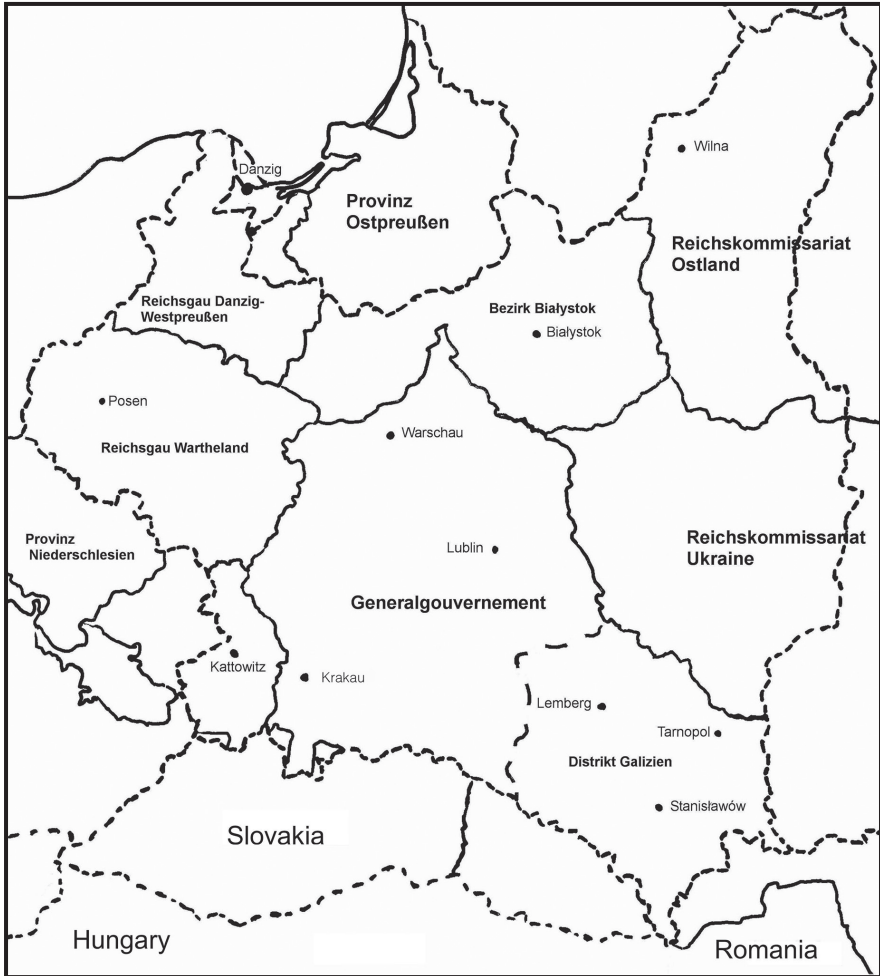 Wilna
Danzig
Provinz
Ostpreußen
Reichskommissariat
Ostland
Reichsgau Danzig-
Westpreußen
Bezirk Białystok
Białystok
Posen
Warschau
Reichsgau Wartheland
Provinz
Niederschlesien
Lublin
Reichskommissariat
Ukraine
Generalgouvernement
Kattowitz
Krakau
Lemberg
Tarnopol
Distrikt Galizien
Stanisławów
Slovakia
Hungary
Romania